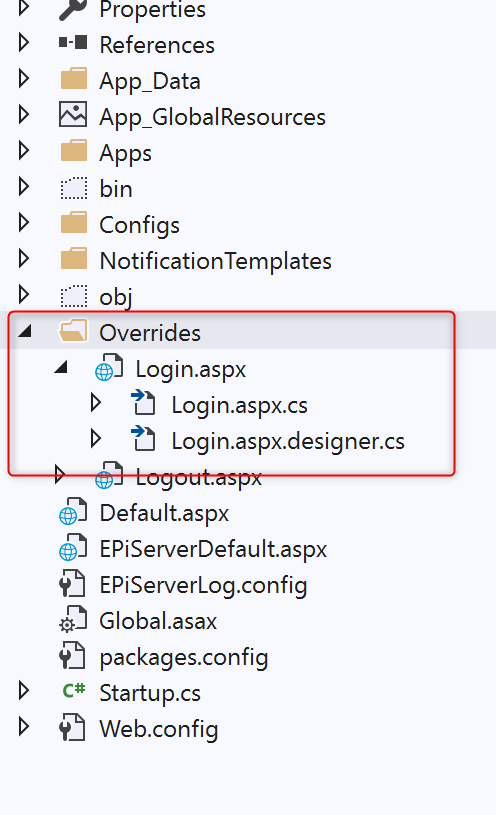 Properties
References
App_Data
App_GlobalResources
Apps
bin
Configs
NotificationTemplates
obj
Overrides
Login.aspx
Login.aspx.cs
Login.aspx.designer.cs
Logout.aspx
Default.aspx
EPiServerDefault.aspx
EPiServerLog.config
Global.asax
packages.config
C# Startup.cs
Web.config